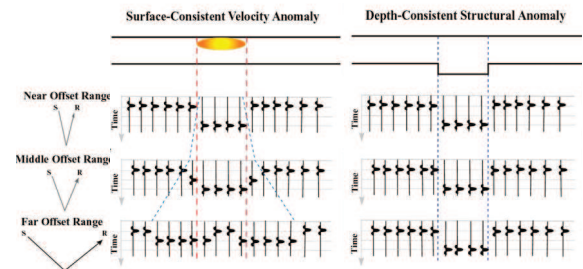 Surface-Consistent Velocity Anomaly
Depth-Consistent Structural Anomaly
Near Offset Range
S R
Time
Time
Middle Offset Range
S R
Time
Time
Far Offset Range
S R
Time
Time